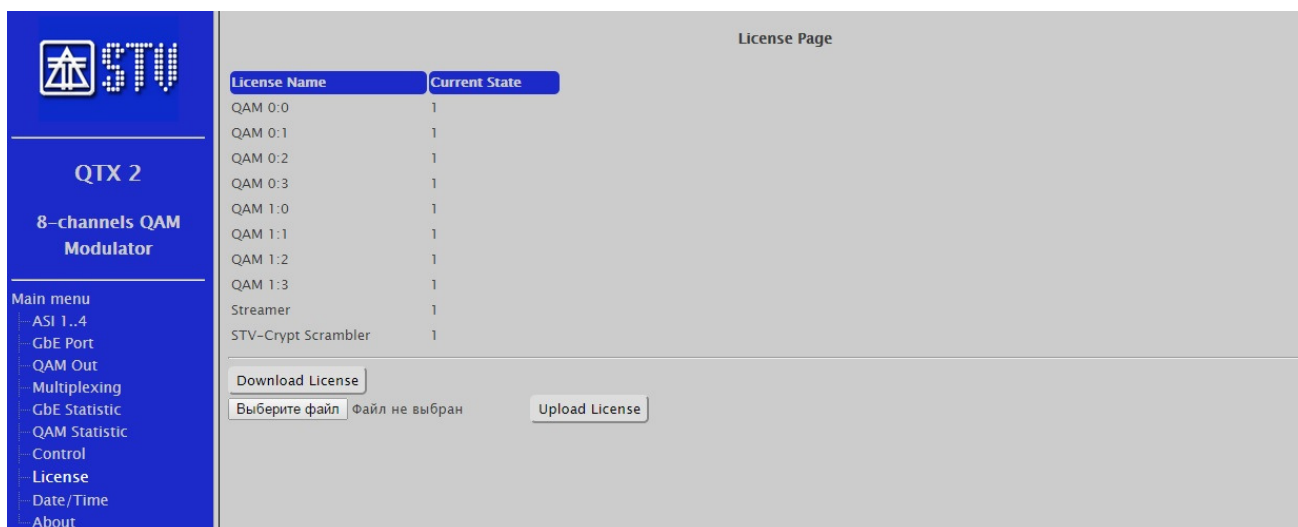 STV
QTX 2
8-channels QAM
Modulator
Main menu
ASI 1..4
GbE Port
QAM Out
Multiplexing
GbE Statistic
QAM Statistic
Control
License
Date/Time
About
License Page
License Name Current State
QAM 0:0 1
QAM 0:1 1
QAM 0:2 1
QAM 0:3 1
QAM 1:0 1
QAM 1:1 1
QAM 1:2 1
QAM 1:3 1
Streamer 1
STV-Crypt Scrambler 1
Download License
Выберите файл Файл не выбран Upload License